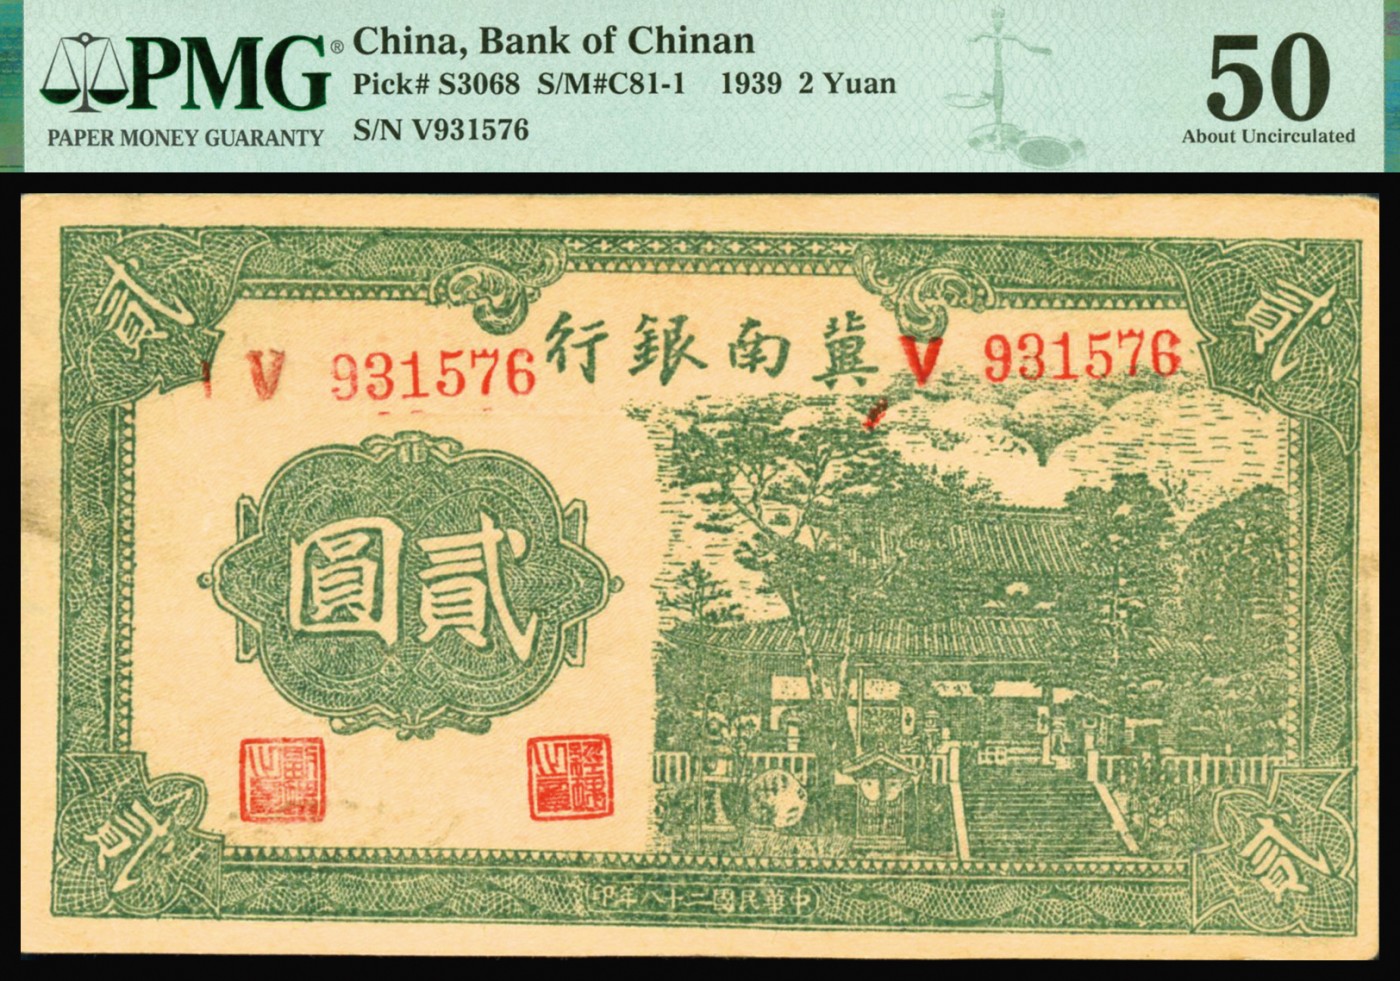 PMG®
PAPER MONEY GUARANTY
China, Bank of Chinan
Pick# S3068 S/M#C81-1 1939 2 Yuan
S/N V931576
50
About Uncirculated
貳
貳
行銀南冀
V 931576
V 931576
圓貳
貳
貳
印年八十二國民華中